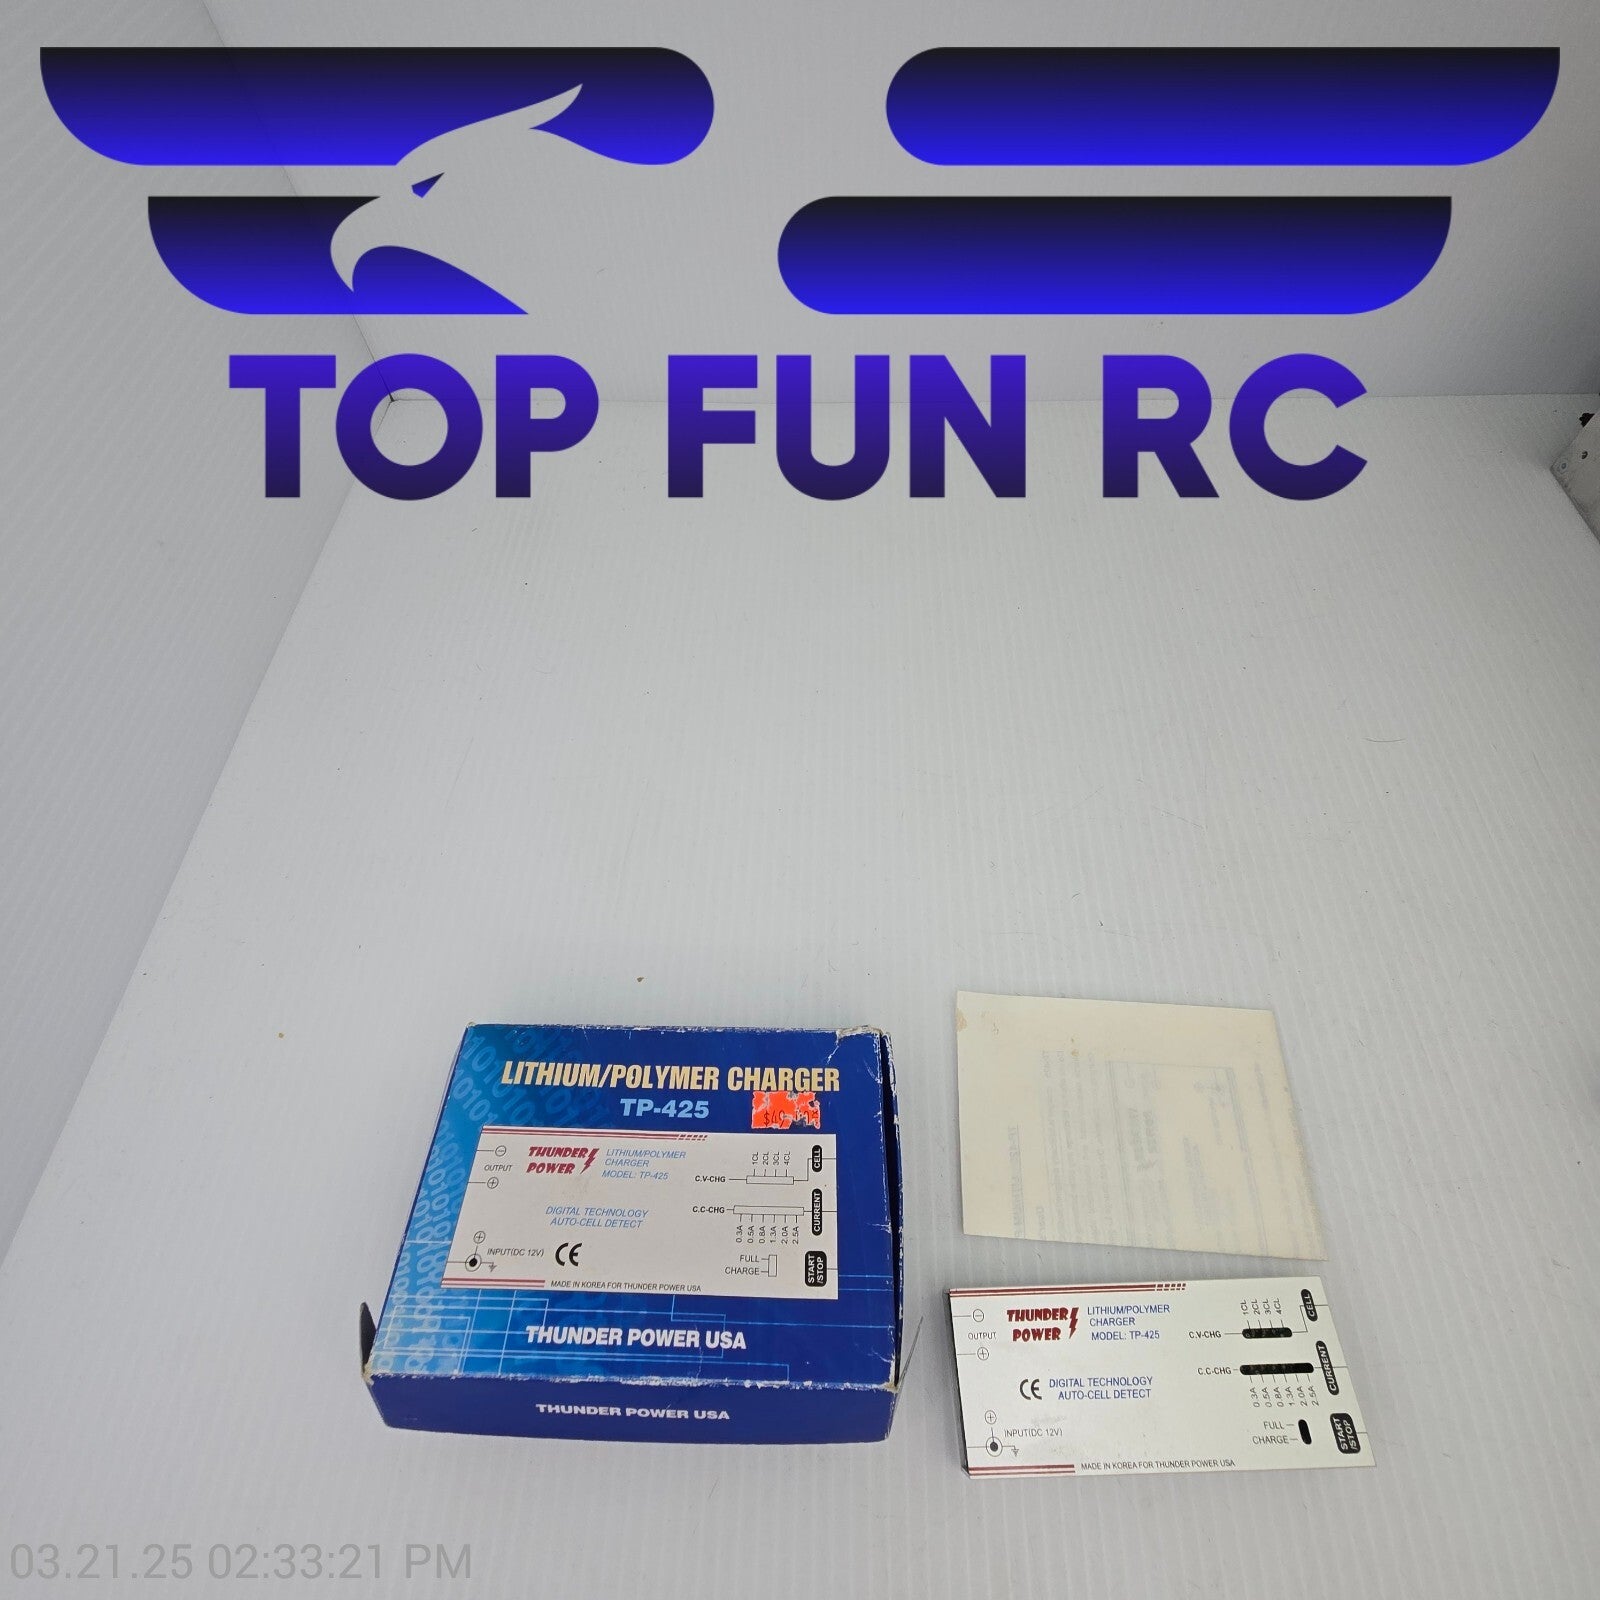 TOP FUN RC
LITHIUM/POLYMER CHARGER
TP-425
OUTPUT
THUNDER
POWER
LITHIUM/POLYMER
CHARGER
MODEL: TP-425
C.V-CHG
1CL
2CL
3CL
4CL
CELL
C.C-CHG
CURRENT
0.3A
0.5A
0.8A
1.3A
2.0A
2.5A
DIGITAL TECHNOLOGY
AUTO-CELL DETECT
INPUT(DC 12V)
CE
FULL
CHARGE
START
/STOP
MADE IN KOREA FOR THUNDER POWER USA
THUNDER POWER USA
THUNDER POWER USA
OUTPUT
THUNDER
POWER
LITHIUM/POLYMER
CHARGER
MODEL: TP-425
C.V-CHG
1CL
2CL
3CL
4CL
CELL
C.C-CHG
CURRENT
0.3A
0.5A
0.8A
1.3A
2.0A
2.5A
CE
DIGITAL TECHNOLOGY
AUTO-CELL DETECT
INPUT(DC 12V)
FULL
CHARGE
START
/STOP
MADE IN KOREA FOR THUNDER POWER USA
03.21.25 02:33:21 PM